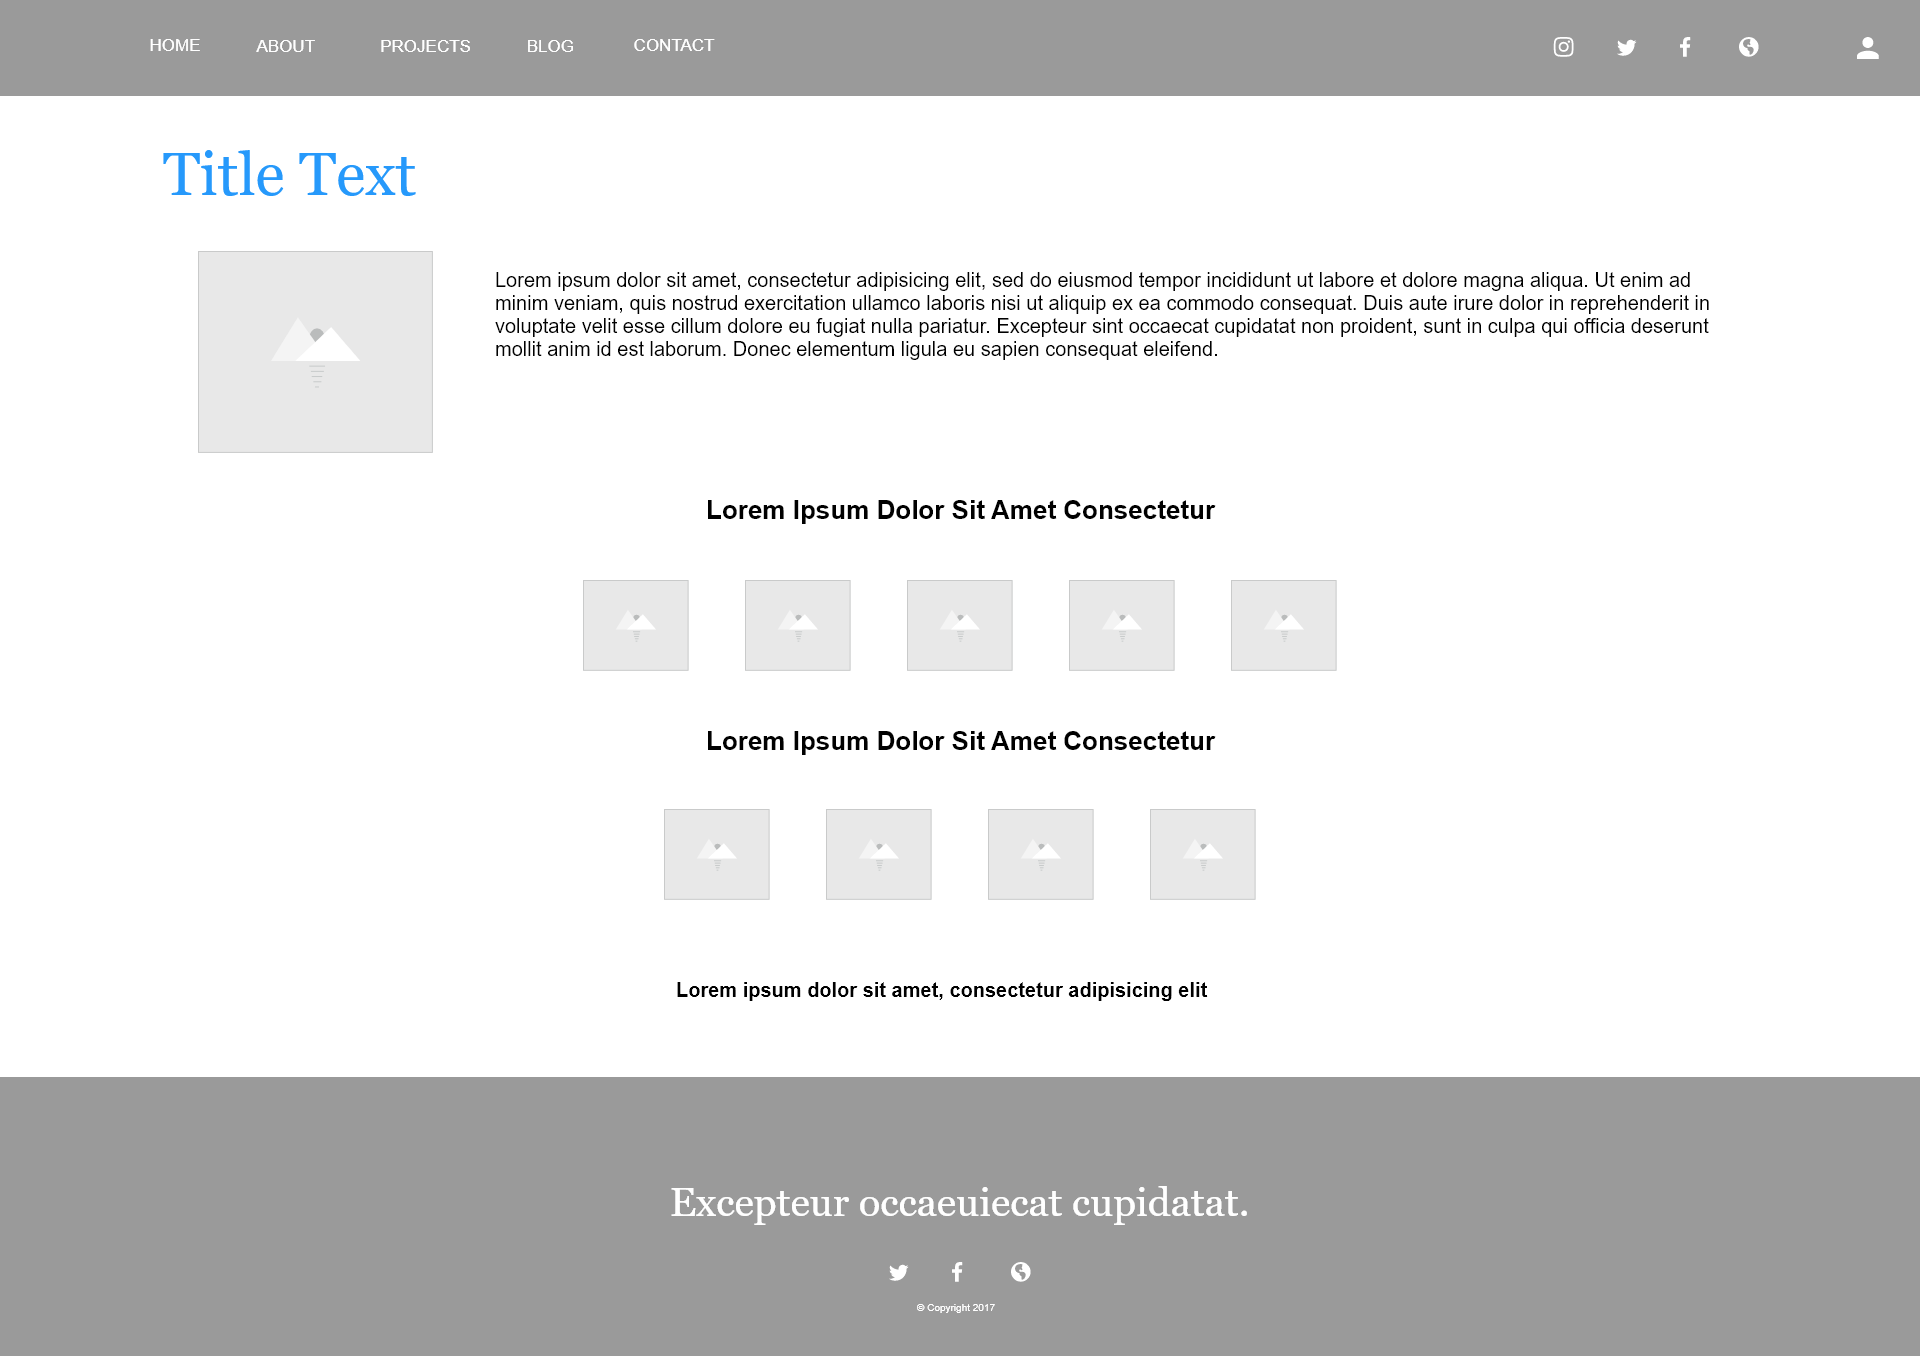 HOME ABOUT PROJECTS BLOG CONTACT
Title Text
Lorem ipsum dolor sit amet, consectetur adipisicing elit, sed do eiusmod tempor incididunt ut labore et dolore magna aliqua. Ut enim ad
minim veniam, quis nostrud exercitation ullamco laboris nisi ut aliquip ex ea commodo consequat. Duis aute irure dolor in reprehenderit in
voluptate velit esse cillum dolore eu fugiat nulla pariatur. Excepteur sint occaecat cupidatat non proident, sunt in culpa qui officia deserunt
mollit anim id est laborum. Donec elementum ligula eu sapien consequat eleifend.
Lorem Ipsum Dolor Sit Amet Consectetur
Lorem Ipsum Dolor Sit Amet Consectetur
Lorem ipsum dolor sit amet, consectetur adipisicing elit
Excepteur occaeuiecat cupidatat.
© Copyright 2017